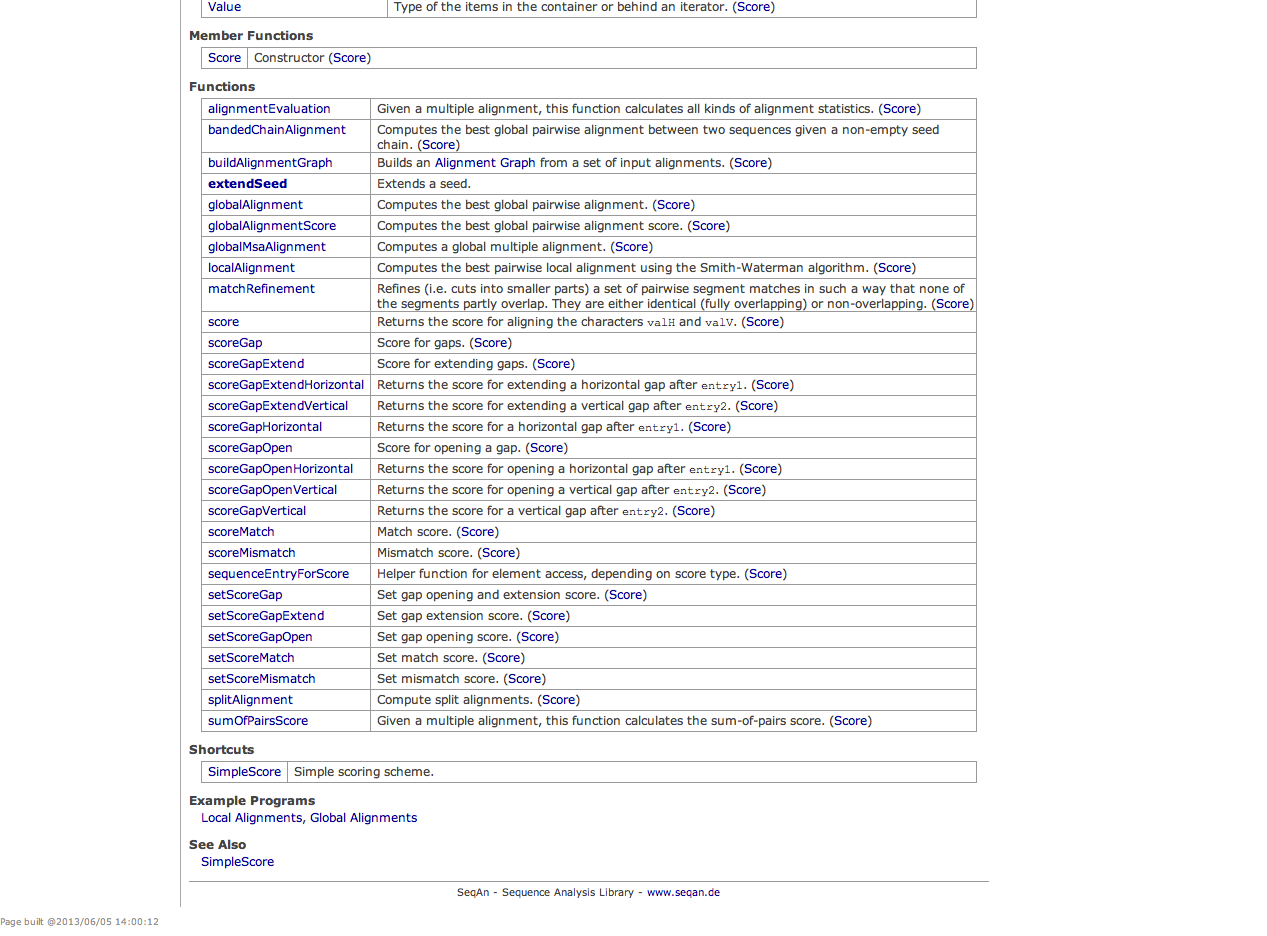 Value Type of the items in the container or behind an iterator. (Score)
Member Functions
Score Constructor (Score)
Functions
alignmentEvaluation Given a multiple alignment, this function calculates all kinds of alignment statistics. (Score)
bandedChainAlignment Computes the best global pairwise alignment between two sequences given a non-empty seed
chain. (Score)
buildAlignmentGraph Builds an Alignment Graph from a set of input alignments. (Score)
extendSeed Extends a seed.
globalAlignment Computes the best global pairwise alignment. (Score)
globalAlignmentScore Computes the best global pairwise alignment score. (Score)
globalMsaAlignment Computes a global multiple alignment. (Score)
localAlignment Computes the best pairwise local alignment using the Smith-Waterman algorithm. (Score)
matchRefinement Refines (i.e. cuts into smaller parts) a set of pairwise segment matches in such a way that none of
the segments partly overlap. They are either identical (fully overlapping) or non-overlapping. (Score)
score Returns the score for aligning the characters valH and valV. (Score)
scoreGap Score for gaps. (Score)
scoreGapExtend Score for extending gaps. (Score)
scoreGapExtendHorizontal Returns the score for extending a horizontal gap after entry1. (Score)
scoreGapExtendVertical Returns the score for extending a vertical gap after entry2. (Score)
scoreGapHorizontal Returns the score for a horizontal gap after entry1. (Score)
scoreGapOpen Score for opening a gap. (Score)
scoreGapOpenHorizontal Returns the score for opening a horizontal gap after entry1. (Score)
scoreGapOpenVertical Returns the score for opening a vertical gap after entry2. (Score)
scoreGapVertical Returns the score for a vertical gap after entry2. (Score)
scoreMatch Match score. (Score)
scoreMismatch Mismatch score. (Score)
sequenceEntryForScore Helper function for element access, depending on score type. (Score)
setScoreGap Set gap opening and extension score. (Score)
setScoreGapExtend Set gap extension score. (Score)
setScoreGapOpen Set gap opening score. (Score)
setScoreMatch Set match score. (Score)
setScoreMismatch Set mismatch score. (Score)
splitAlignment Compute split alignments. (Score)
sumOfPairsScore Given a multiple alignment, this function calculates the sum-of-pairs score. (Score)
Shortcuts
SimpleScore Simple scoring scheme.
Example Programs
Local Alignments, Global Alignments
See Also
SimpleScore
SeqAn - Sequence Analysis Library - www.seqan.de
Page built @2013/06/05 14:00:12